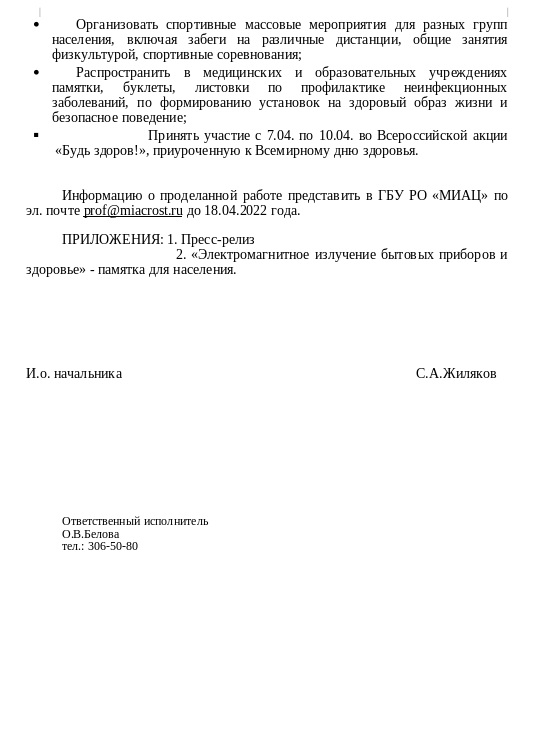 • Организовать спортивные массовые мероприятия для разных групп
населения, включая забеги на различные дистанции, общие занятия
физкультурой, спортивные соревнования;
• Распространить в медицинских и образовательных учреждениях
памятки, буклеты, листовки по профилактике неинфекционных
заболеваний, по формированию установок на здоровый образ жизни и
безопасное поведение;
▪ Принять участие с 7.04. по 10.04. во Всероссийской акции
«Будь здоров!», приуроченную к Всемирному дню здоровья.
Информацию о проделанной работе представить в ГБУ РО «МИАЦ» по
эл. почте prof@miacrost.ru до 18.04.2022 года.
ПРИЛОЖЕНИЯ: 1. Пресс-релиз
2. «Электромагнитное излучение бытовых приборов и
здоровье» - памятка для населения.
И.о. начальника С.А.Жиляков
Ответственный исполнитель
О.В.Белова
тел.: 306-50-80